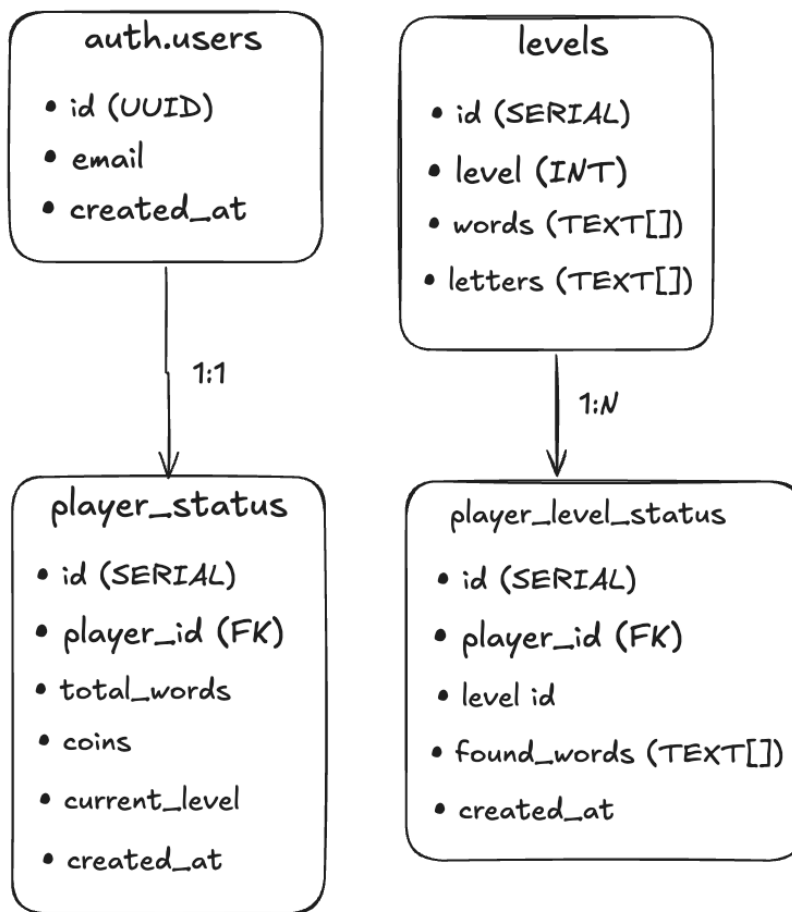 auth.users
• id (UUID)
• email
• created_at
levels
• id (SERIAL)
• level (INT)
• words (TEXT[])
• letters (TEXT[])
1:1
1:N
player_status
• id (SERIAL)
• player_id (FK)
• total_words
• coins
• current_level
• created_at
player_level_status
• id (SERIAL)
• player_id (FK)
• level id
• found_words (TEXT[])
• created_at